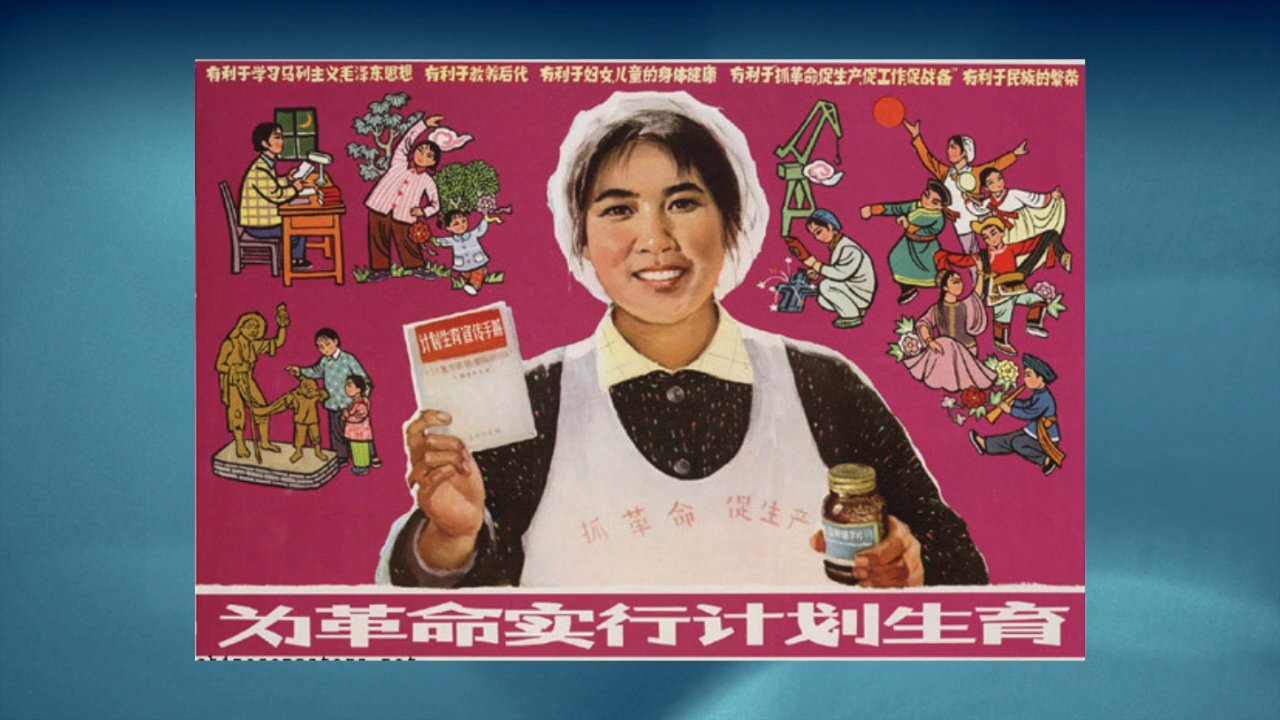 有利于学习马列主义毛泽东思想 有利于教养后代 有利于妇女儿童的身体健康 有利于“抓革命促生产,促工作,促战备” 有利于民族的繁荣
计划生育宣传手册
抓革命 促生产
为革命实行计划生育